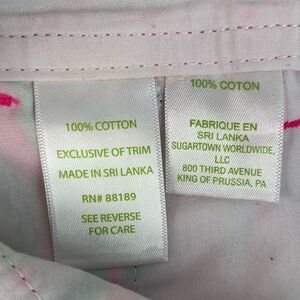 100% COTTON
EXCLUSIVE OF TRIM
MADE IN SRI LANKA
RN# 88189
SEE REVERSE
FOR CARE
100% COTON
FABRIQUE EN
SRI LANKA
SUGARTOWN WORLDWIDE,
LLC
800 THIRD AVENUE
KING OF PRUSSIA, PA